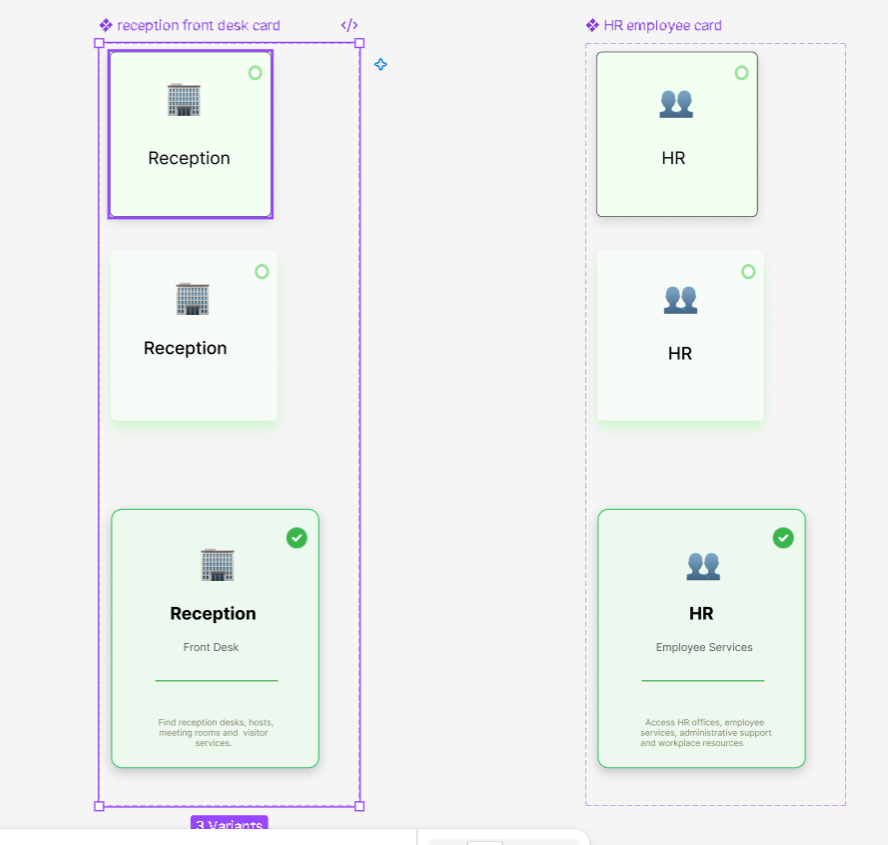 reception front desk card
</>
Reception
Reception
Reception
Front Desk
Find reception desks, hosts,
meeting rooms and visitor
services.
3 Variants
HR employee card
HR
HR
HR
Employee Services
Access HR offices, employee
services, administrative support
and workplace resources